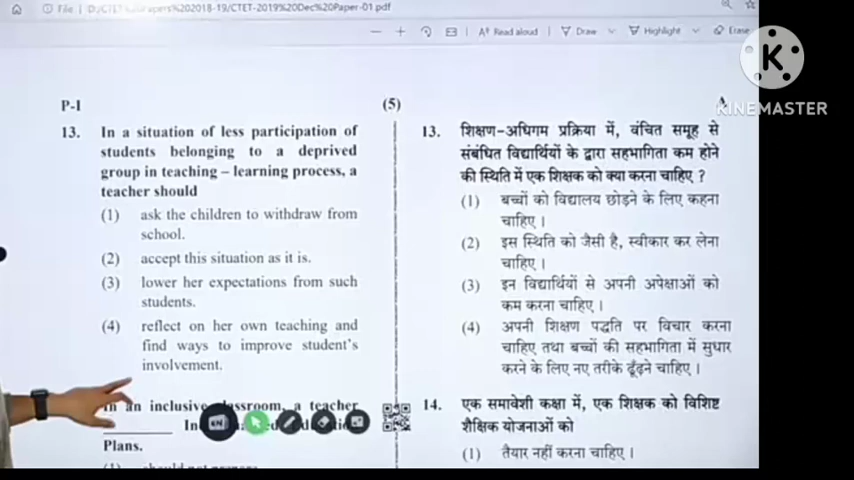 File
CTET-2019%20Dec%20Paper-01.pdf
Read aloud
Draw
Highlight
Erase
K
KINEMASTER
P-I
(5)
A
13. In a situation of less participation of
students belonging to a deprived
group in teaching – learning process, a
teacher should
(1) ask the children to withdraw from
school.
(2) accept this situation as it is.
(3) lower her expectations from such
students.
(4) reflect on her own teaching and
find ways to improve student's
involvement.
In an inclusive classroom, a teacher
Plans.
13. शिक्षण-अधिगम प्रक्रिया में, वंचित समूह से
संबंधित विद्यार्थियों के द्वारा सहभागिता कम होने
की स्थिति में एक शिक्षक को क्या करना चाहिए ?
(1) बच्चों को विद्यालय छोड़ने के लिए कहना
चाहिए ।
(2) इस स्थिति को जैसी है, स्वीकार कर लेना
चाहिए ।
(3) इन विद्यार्थियों से अपनी अपेक्षाओं को
कम करना चाहिए ।
(4) अपनी शिक्षण पद्धति पर विचार करना
चाहिए तथा बच्चों की सहभागिता में सुधार
करने के लिए नए तरीके ढूँढ़ने चाहिए ।
14. एक समावेशी कक्षा में, एक शिक्षक को विशिष्ट
शैक्षिक योजनाओं को
(1) तैयार नहीं करना चाहिए ।